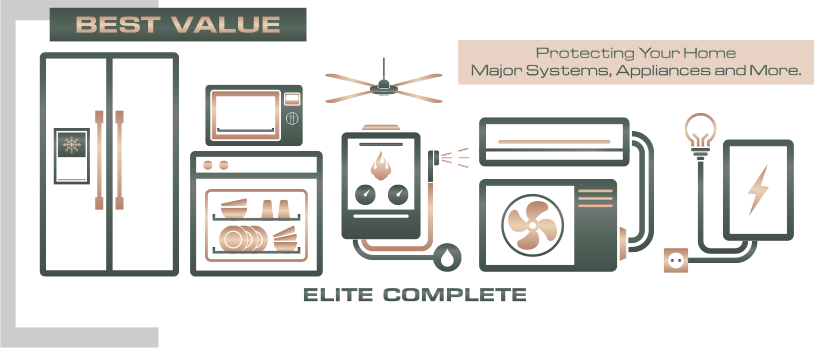 BEST VALUE
Protecting Your Home
Major Systems, Appliances and More.
ELITE COMPLETE